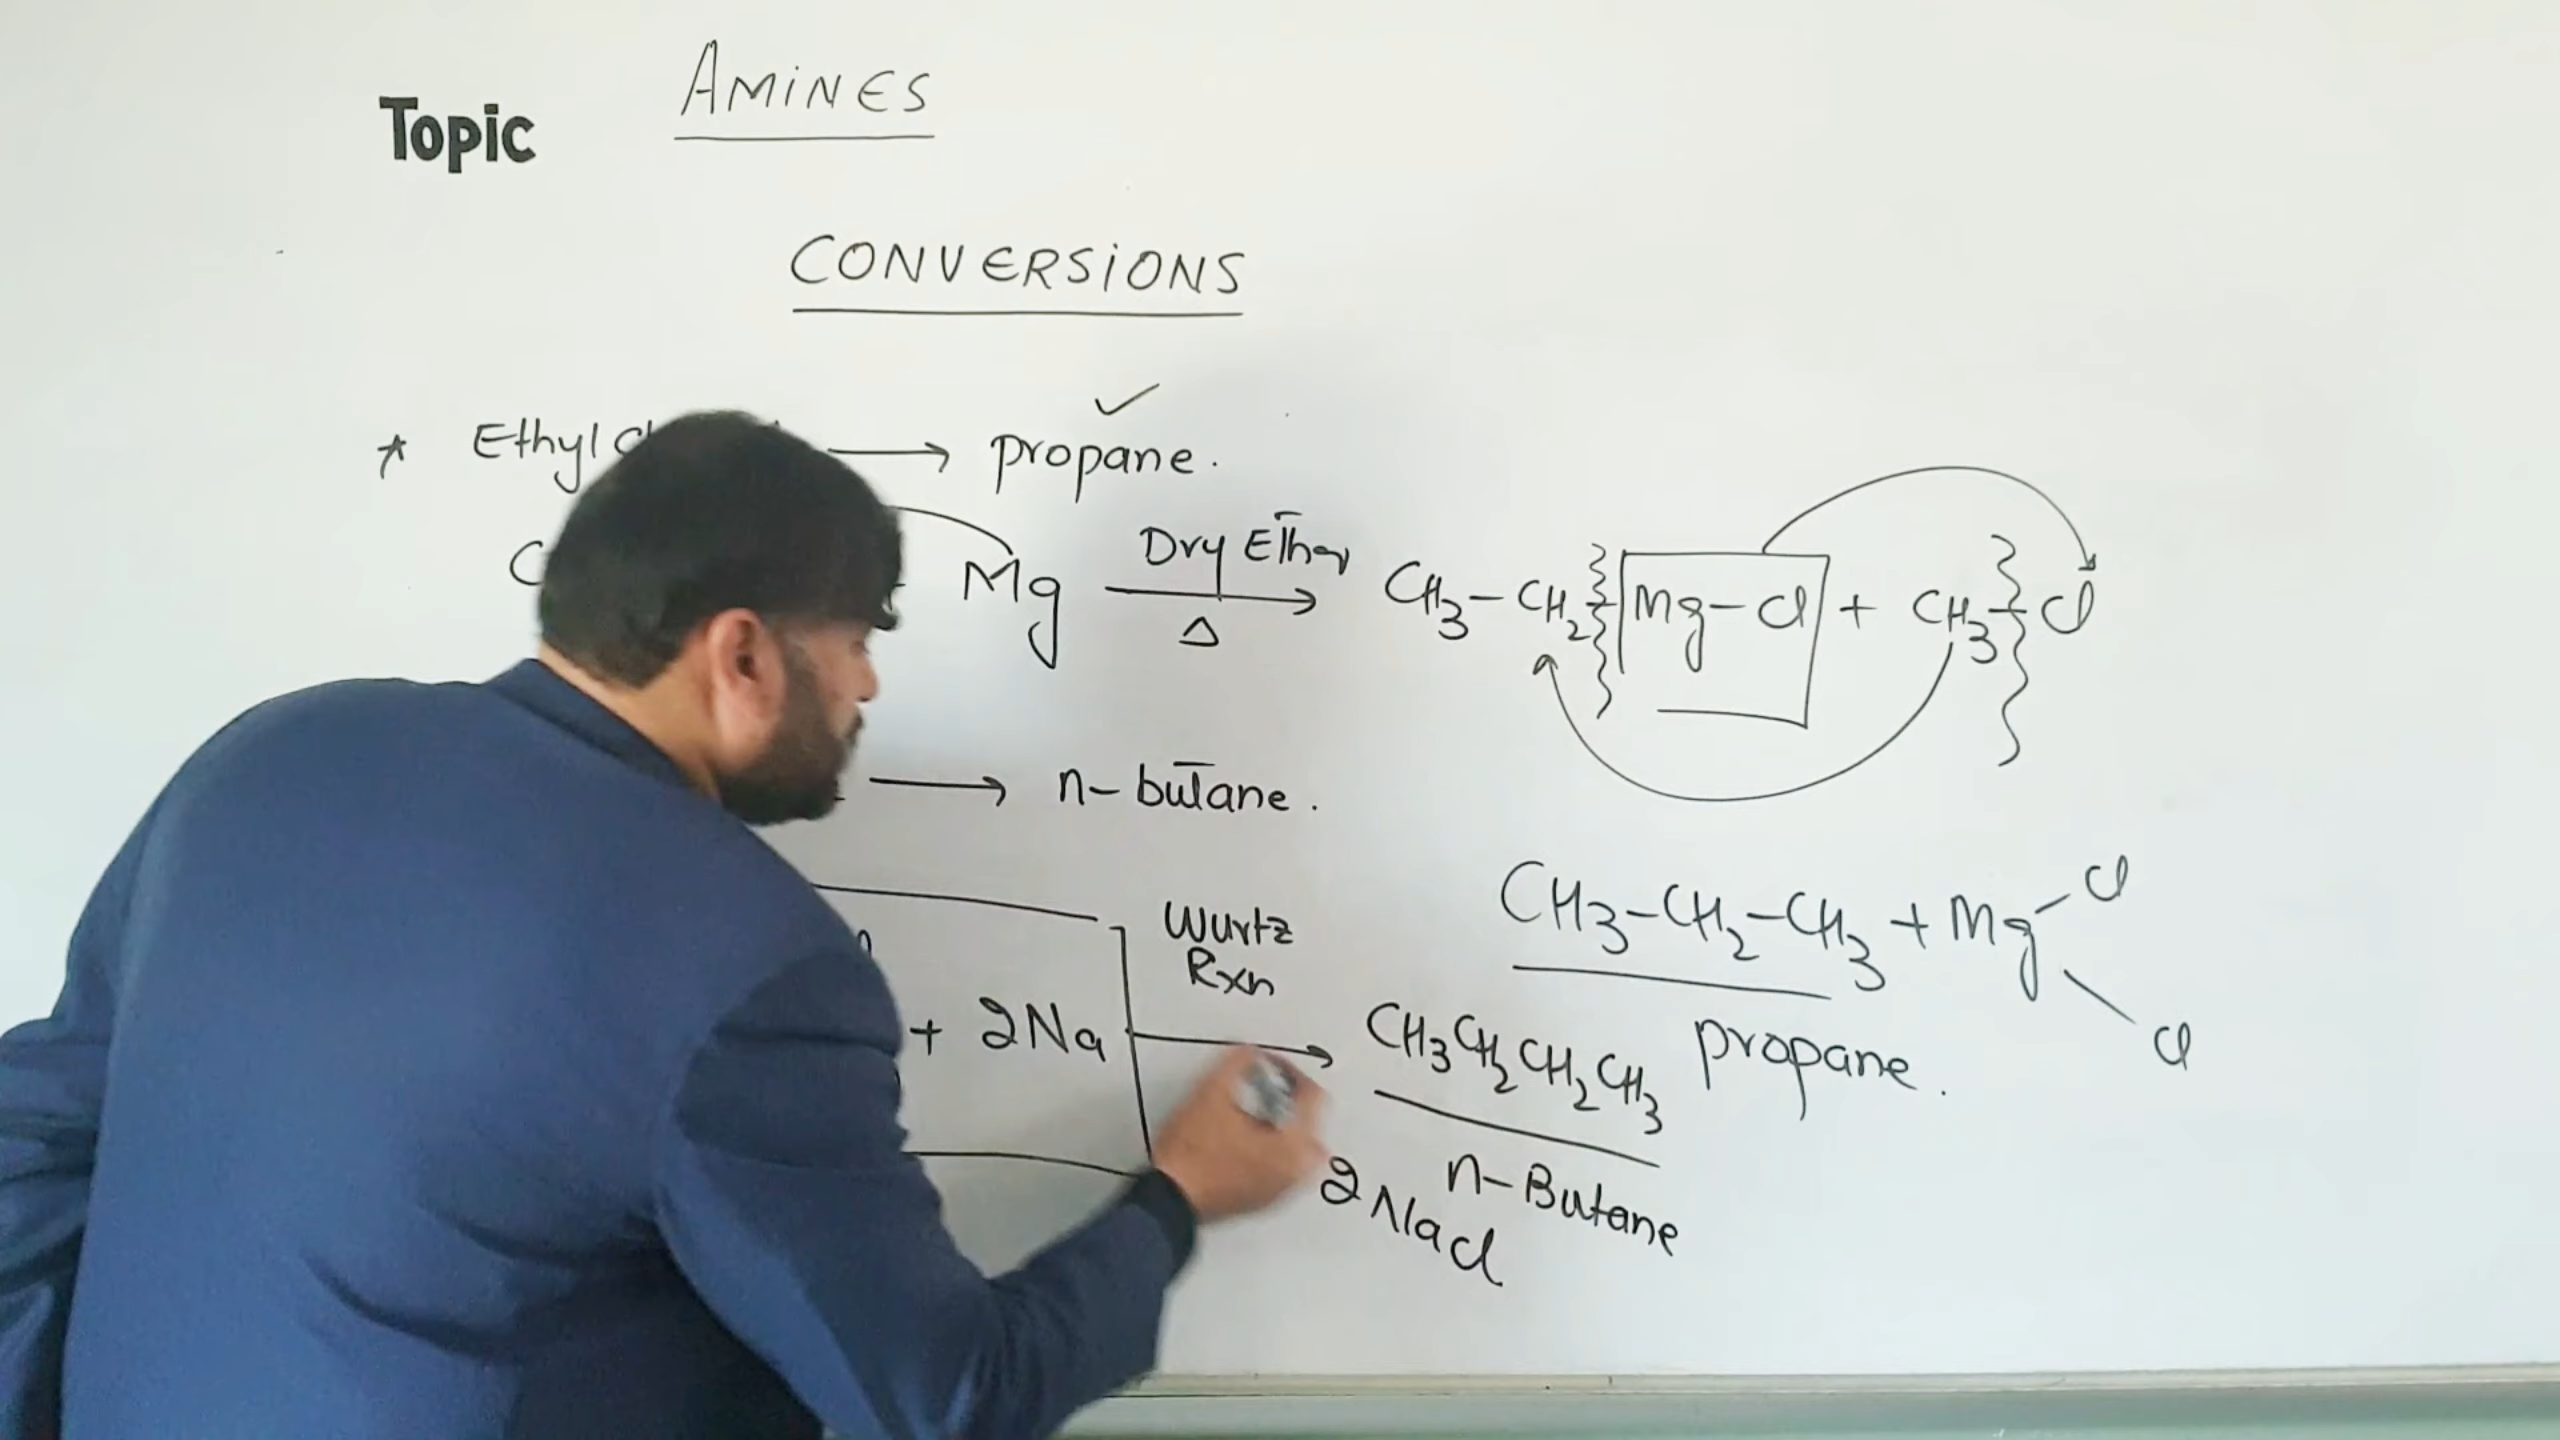 Topic AMINES
CONVERSIONS
* Ethyl → propane.
Mg Dry Ether Δ → CH3-CH2 Mg-Cl + CH3 Cl
→ n-butane.
CH3-CH2-CH3 + Mg Cl Cl
propane.
+ 2Na Wurtz Rxn → CH3CH2CH2CH3
n-Butane
2NaCl